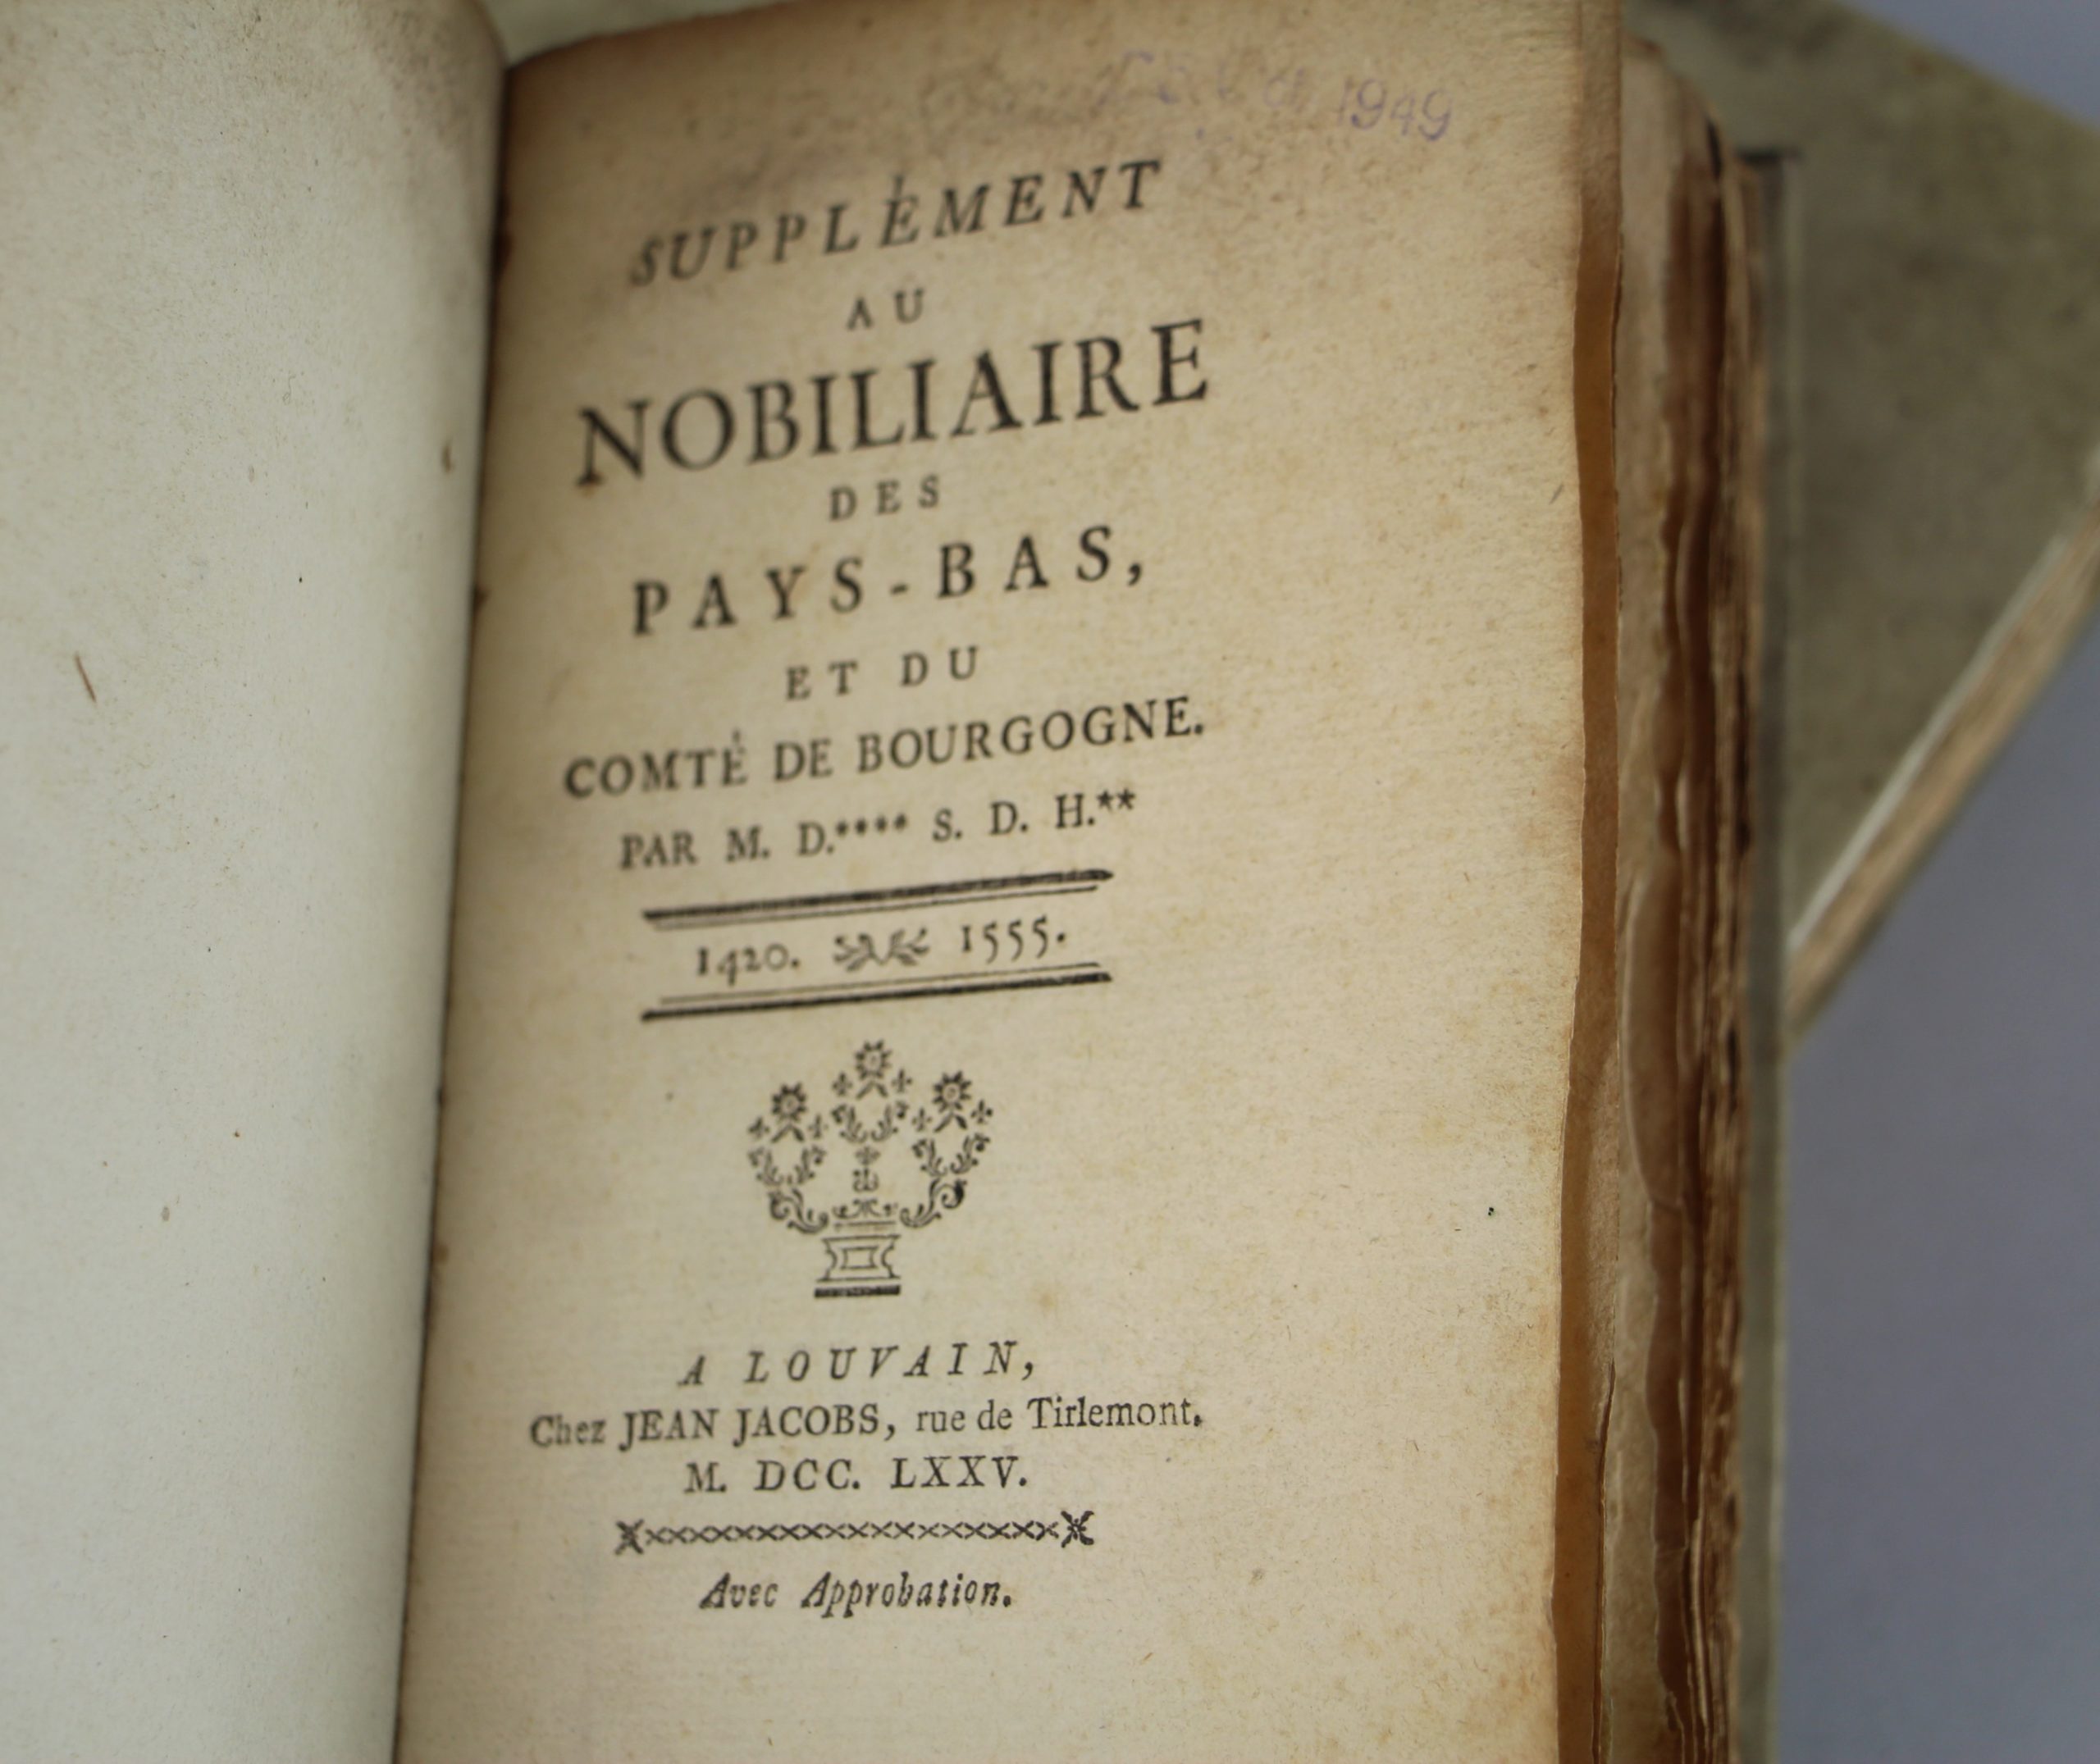 1949
SUPPLÉMENT
AU
NOBILIAIRE
DES
PAYS-BAS,
ET DU
COMTÉ DE BOURGOGNE.
PAR M. D.**** S. D. H.**
1420. 1555.
A LOUVAIN,
Chez JEAN JACOBS, rue de Tirlemont.
M. DCC. LXXV.
Avec Approbation.